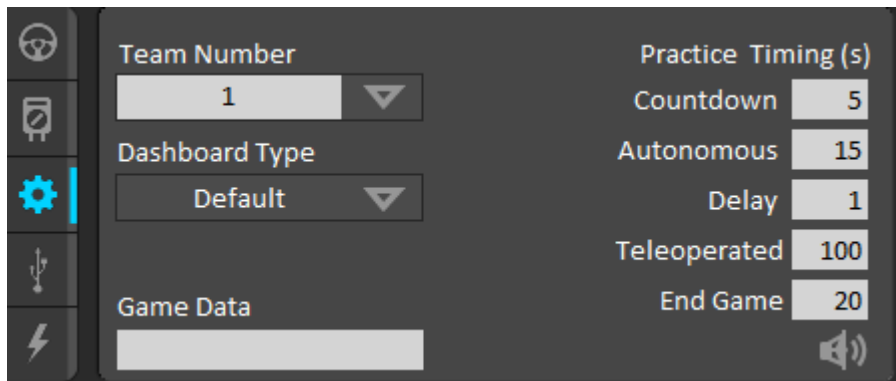 Team Number
1
Dashboard Type
Default
Game Data
Practice Timing (s)
Countdown 5
Autonomous 15
Delay 1
Teleoperated 100
End Game 20